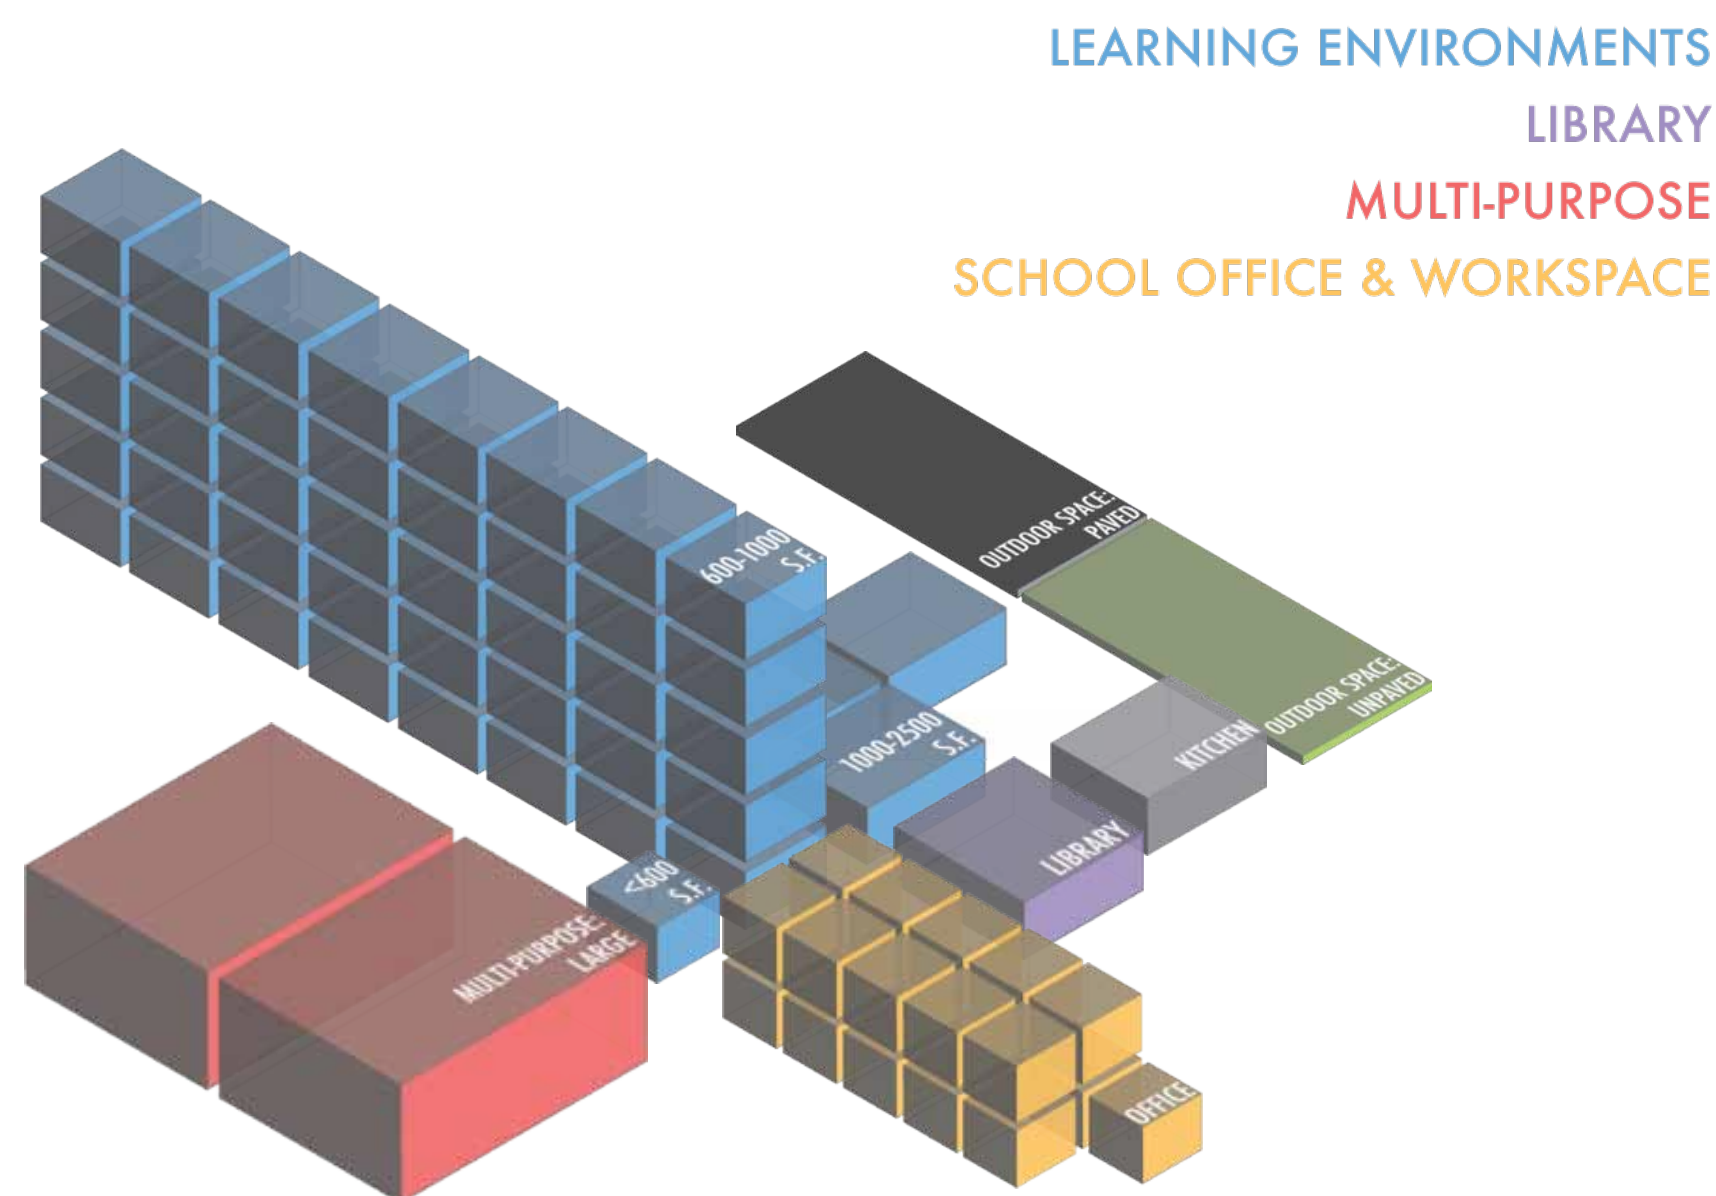 LEARNING ENVIRONMENTS
LIBRARY
MULTI-PURPOSE
SCHOOL OFFICE & WORKSPACE
OUTDOOR SPACE:
PAVED
600-1000
S.F.
OUTDOOR SPACE:
UNPAVED
1000-2500
S.F.
KITCHEN
LIBRARY
<600
S.F.
MULTI-PURPOSE:
LARGE
OFFICE